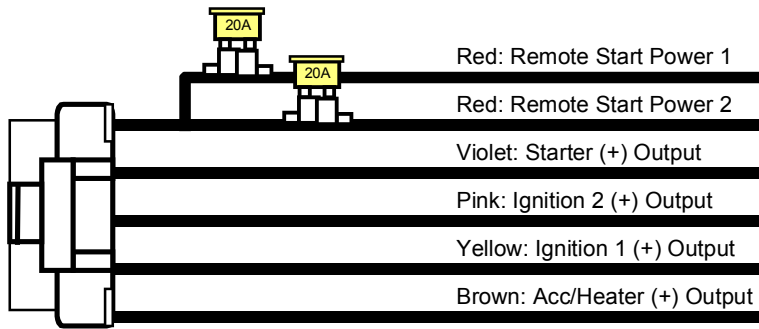 20A
20A
Red: Remote Start Power 1
Red: Remote Start Power 2
Violet: Starter (+) Output
Pink: Ignition 2 (+) Output
Yellow: Ignition 1 (+) Output
Brown: Acc/Heater (+) Output